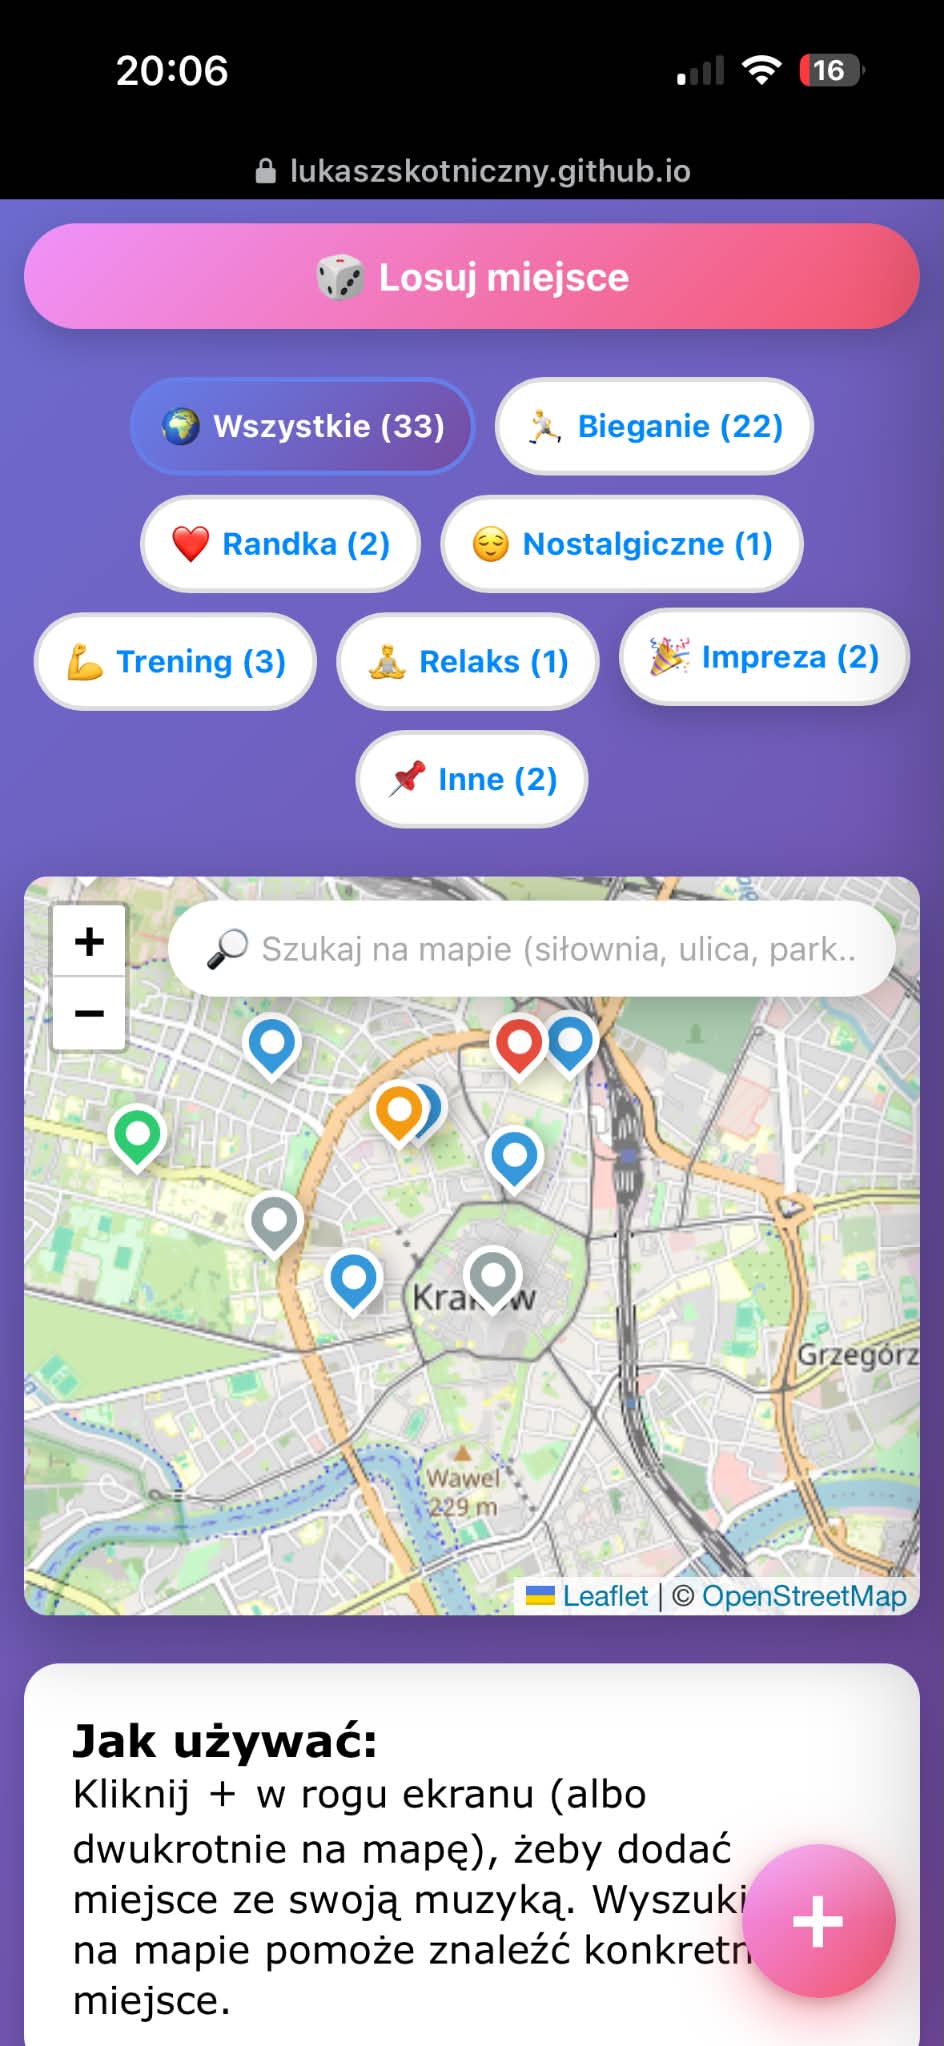 20:06
16
lukaszskotniczny.github.io
Losuj miejsce
Wszystkie (33)
Bieganie (22)
Randka (2)
Nostalgiczne (1)
Trening (3)
Relaks (1)
Impreza (2)
Inne (2)
+
Szukaj na mapie (siłownia, ulica, park..
−
Kraków
Grzegórz
Wawel
229 m
Leaflet | © OpenStreetMap
Jak używać:
Kliknij + w rogu ekranu (albo
dwukrotnie na mapę), żeby dodać
miejsce ze swoją muzyką. Wyszuki
na mapie pomoże znaleźć konkretn
miejsce.
+